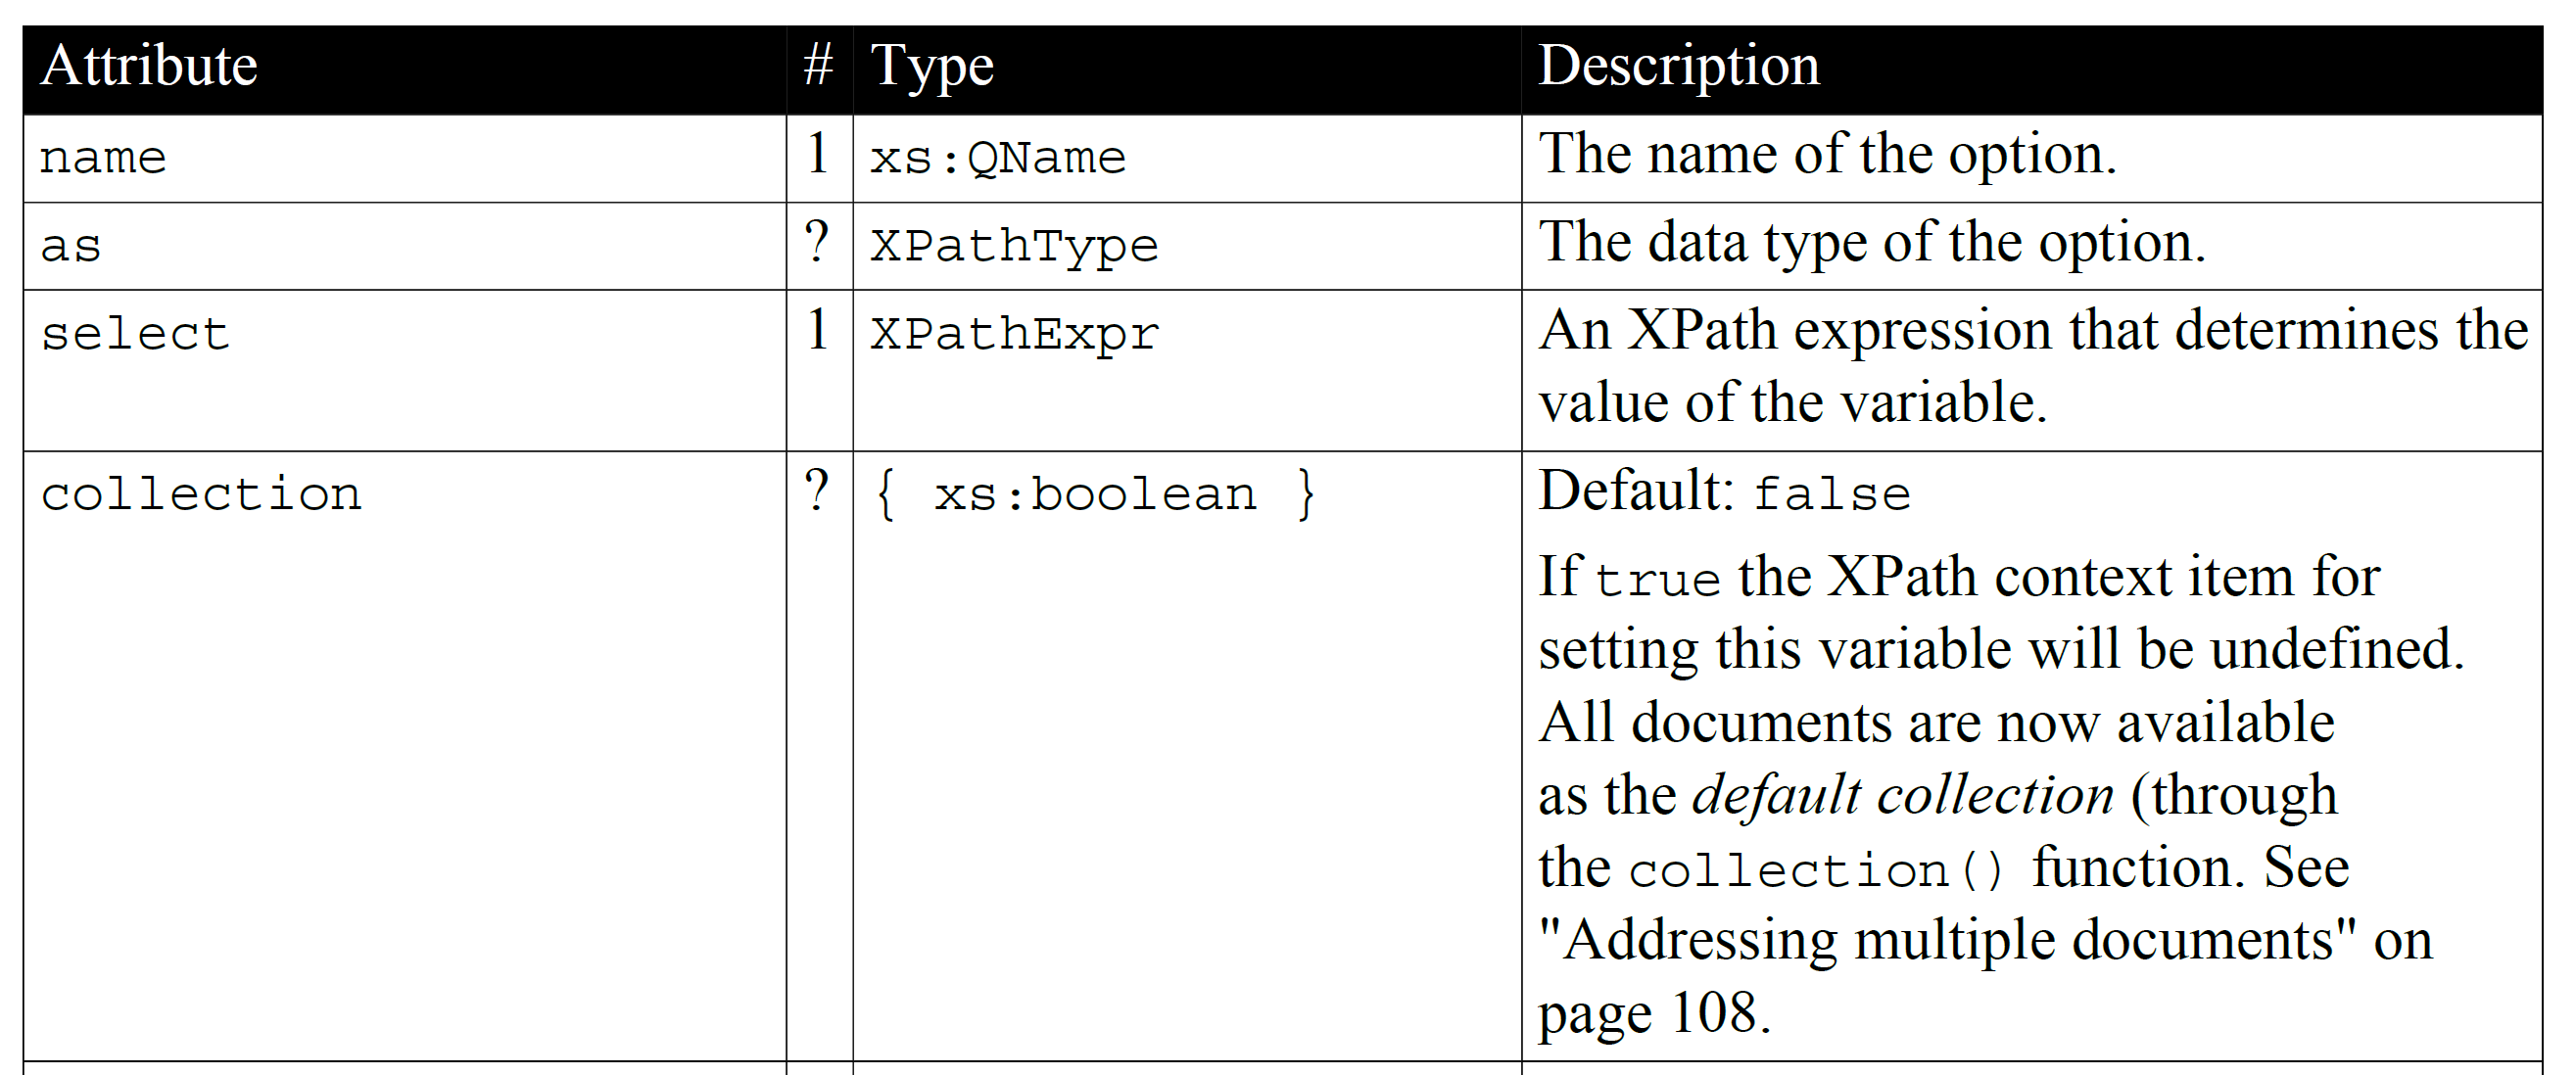 Attribute # Type Description
name 1 xs:QName The name of the option.
as ? XPathType The data type of the option.
select 1 XPathExpr An XPath expression that determines the
value of the variable.
collection ? { xs:boolean } Default: false
If true the XPath context item for
setting this variable will be undefined.
All documents are now available
as the default collection (through
the collection() function. See
"Addressing multiple documents" on
page 108.